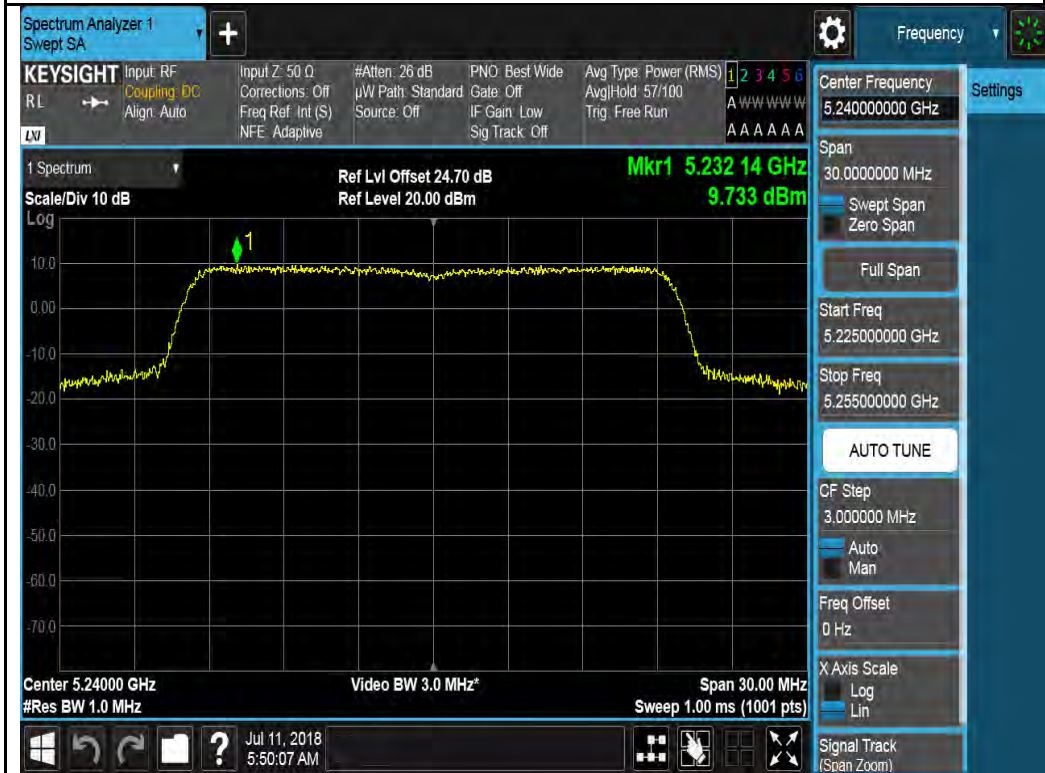 Spectrum Analyzer 1
Swept SA
+
Frequency
KEYSIGHT
RL
LXI
Input: RF
Coupling: DC
Align: Auto
Input Z: 50 Ω
Corrections: Off
Freq Ref: Int (S)
NFE: Adaptive
#Atten: 26 dB
µW Path: Standard
Source: Off
PNO: Best Wide
Gate: Off
IF Gain: Low
Sig Track: Off
Avg Type: Power (RMS)
Avg|Hold: 57/100
Trig: Free Run
1 2 3 4 5 6
A W W W W W
A A A A A A
Center Frequency
5.240000000 GHz
Settings
Span
30.0000000 MHz
Swept Span
Zero Span
Full Span
Start Freq
5.225000000 GHz
Stop Freq
5.255000000 GHz
AUTO TUNE
CF Step
3.000000 MHz
Auto
Man
Freq Offset
0 Hz
X Axis Scale
Log
Lin
Signal Track
(Span Zoom)
1 Spectrum
Scale/Div 10 dB
Ref Lvl Offset 24.70 dB
Ref Level 20.00 dBm
Mkr1 5.232 14 GHz
9.733 dBm
Log
1
10.0
0.00
-10.0
-20.0
-30.0
-40.0
-50.0
-60.0
-70.0
Center 5.24000 GHz
#Res BW 1.0 MHz
Video BW 3.0 MHz*
Span 30.00 MHz
Sweep 1.00 ms (1001 pts)
?
Jul 11, 2018
5:50:07 AM